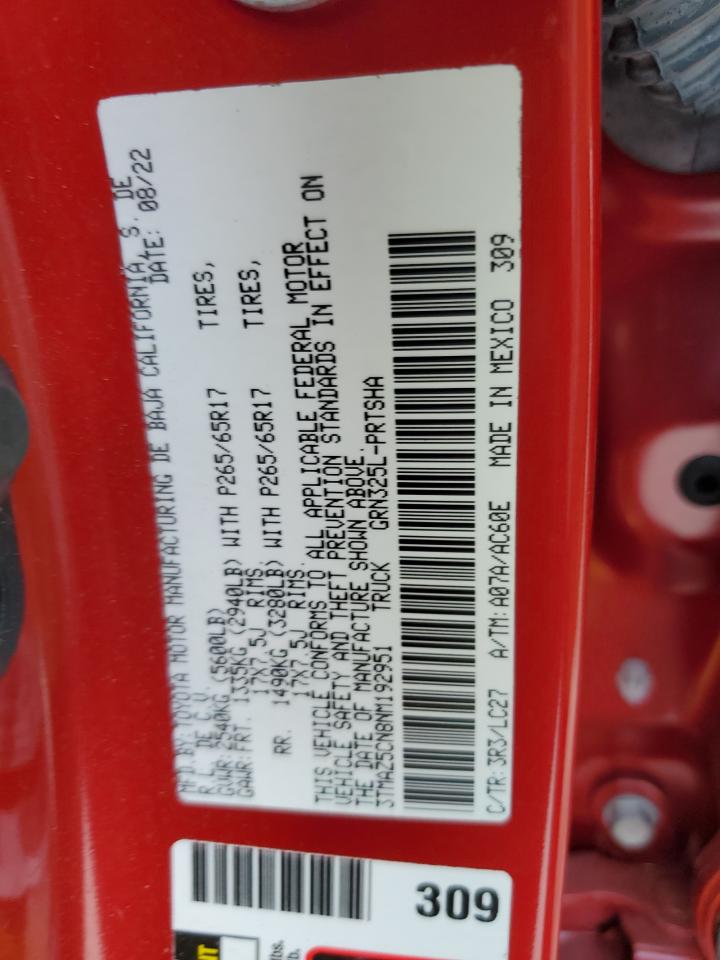 MFD.BY: TOYOTA MOTOR MANUFACTURING DE BAJA CALIFORNIA, S. DE
R.L. DE C.V. DATE: 08/22
GVWR: 2540KG (5600LB)
GAWR:FRT. 1335KG (2940LB) WITH P265/65R17 TIRES,
17X7.5J RIMS.
RR. 1490KG (3280LB) WITH P265/65R17 TIRES,
17X7.5J RIMS.
THIS VEHICLE CONFORMS TO ALL APPLICABLE FEDERAL MOTOR
VEHICLE SAFETY AND THEFT PREVENTION STANDARDS IN EFFECT ON
THE DATE OF MANUFACTURE SHOWN ABOVE.
3TMAZ5CN8NM192951 TRUCK GRN325L-PRTSHA
C/TR:3R3/LC27 A/TM:A07A/AC60E MADE IN MEXICO 309
309